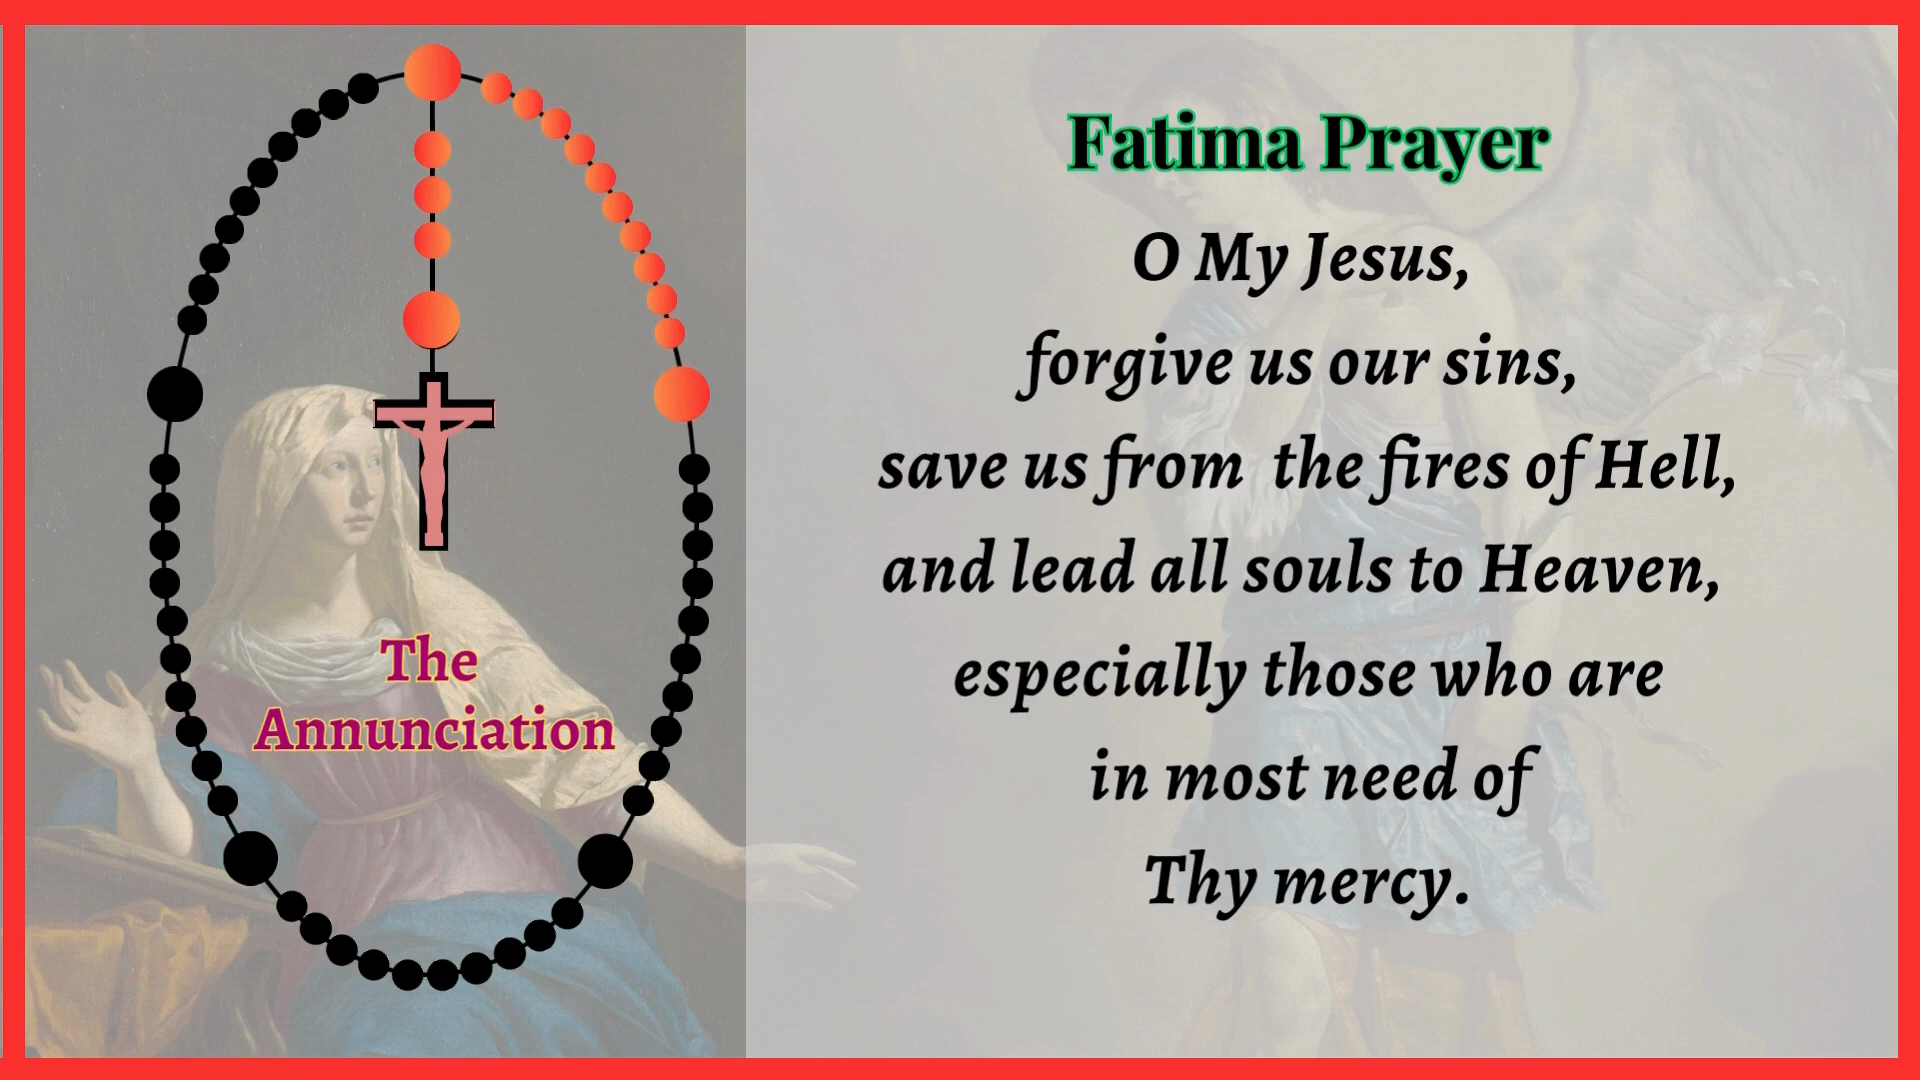 The
Annunciation
Fatima Prayer
O My Jesus,
forgive us our sins,
save us from  the fires of Hell,
and lead all souls to Heaven,
especially those who are
in most need of
Thy mercy.